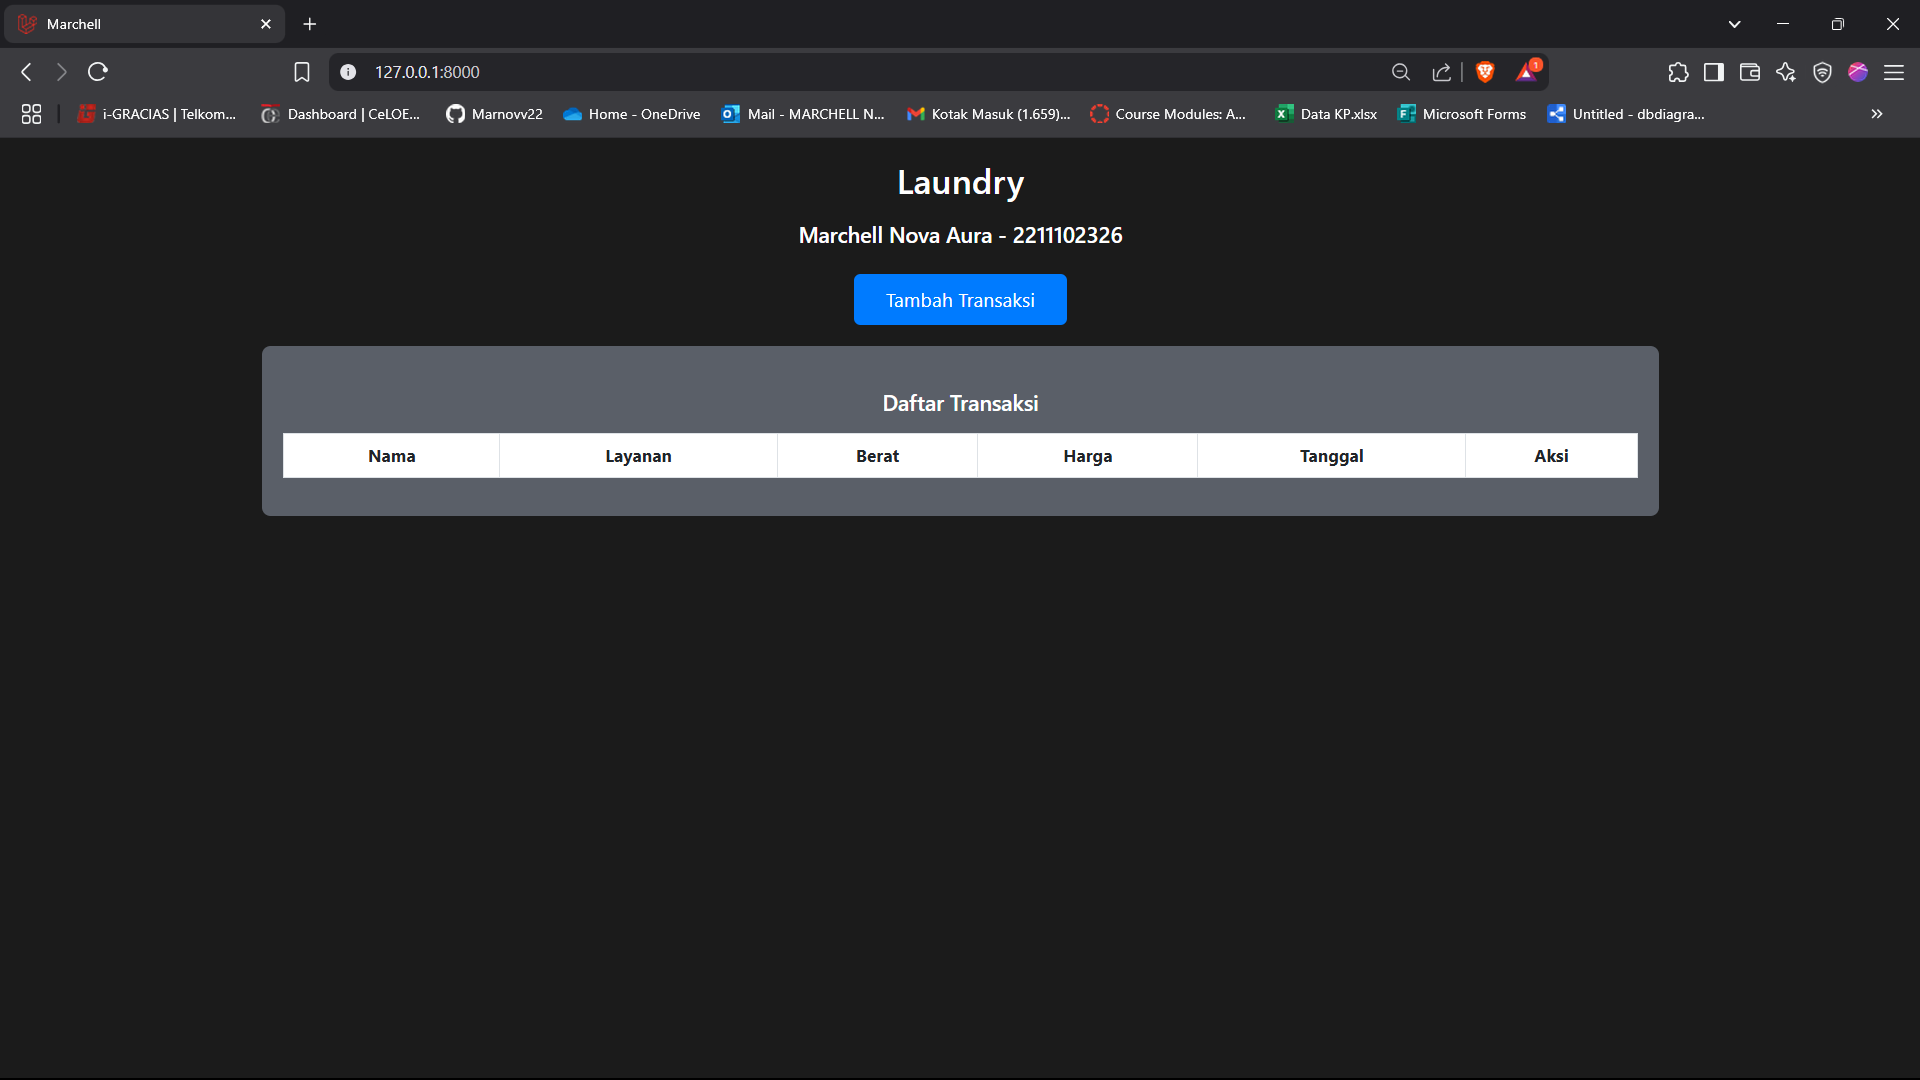 Marchell
127.0.0.1:8000
1
i-GRACIAS | Telkom...
Dashboard | CeLOE...
Marnovv22
Home - OneDrive
Mail - MARCHELL N...
Kotak Masuk (1.659)...
Course Modules: A...
Data KP.xlsx
Microsoft Forms
Untitled - dbdiagra...
Laundry
Marchell Nova Aura - 2211102326
Tambah Transaksi
Daftar Transaksi
Nama Layanan Berat Harga Tanggal Aksi